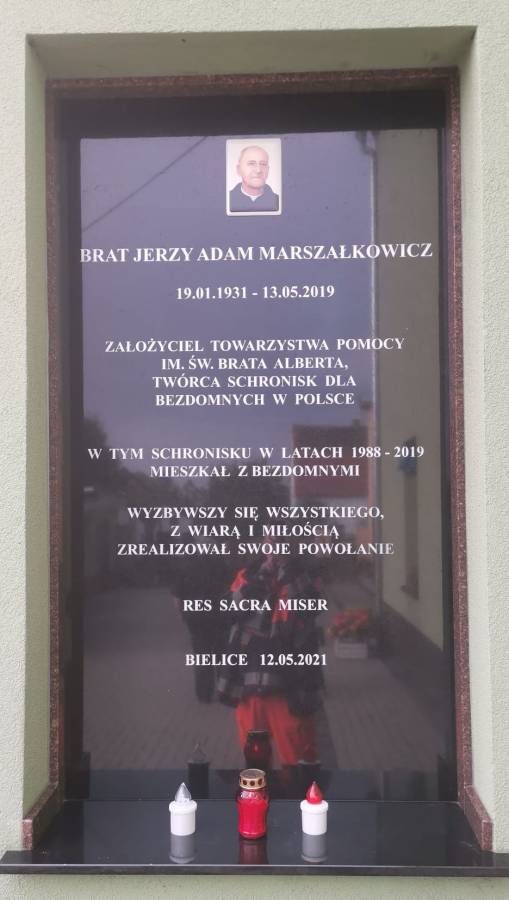 BRAT JERZY ADAM MARSZAŁKOWICZ
19.01.1931 - 13.05.2019
ZAŁOŻYCIEL TOWARZYSTWA POMOCY
IM. ŚW. BRATA ALBERTA,
TWÓRCA SCHRONISK DLA
BEZDOMNYCH W POLSCE
W TYM SCHRONISKU W LATACH 1988 - 2019
MIESZKAŁ Z BEZDOMNYMI
WYZBYWSZY SIĘ WSZYSTKIEGO,
Z WIARĄ I MIŁOŚCIĄ
ZREALIZOWAŁ SWOJE POWOŁANIE
RES SACRA MISER
BIELICE 12.05.2021